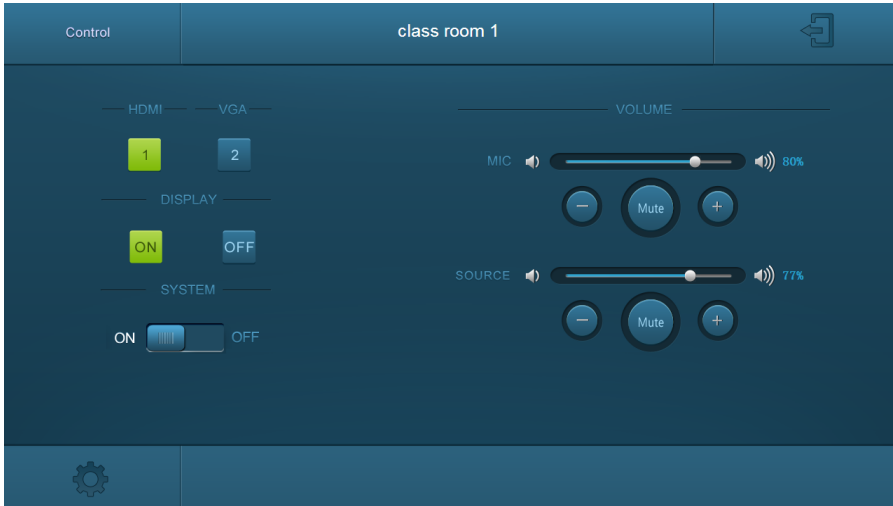 Control
class room 1
HDMI
VGA
1
2
DISPLAY
ON
OFF
SYSTEM
ON
OFF
VOLUME
MIC
80%
− Mute +
SOURCE
77%
− Mute +